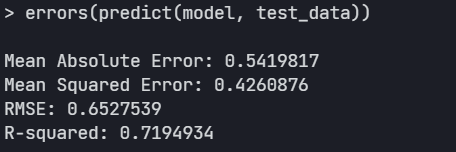 > errors(predict(model, test_data))
Mean Absolute Error: 0.5419817
Mean Squared Error: 0.4260876
RMSE: 0.6527539
R-squared: 0.7194934